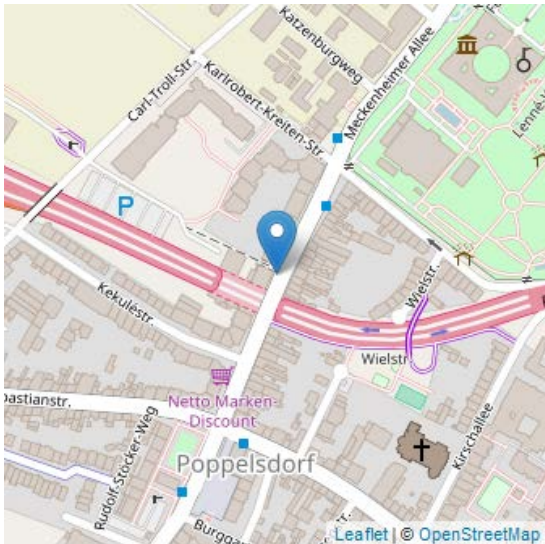 Katzenburgweg
Meckenheimer Allee
Carl-Troll-Str.
Karlrobert-Kreiten-Str.
P
Wielstr.
Kekuléstr.
Wielstr
Netto Marken-
Discount
Kirschallee
Rudolf-Stöcker-Weg
Poppelsdorf
Leaflet | © OpenStreetMap